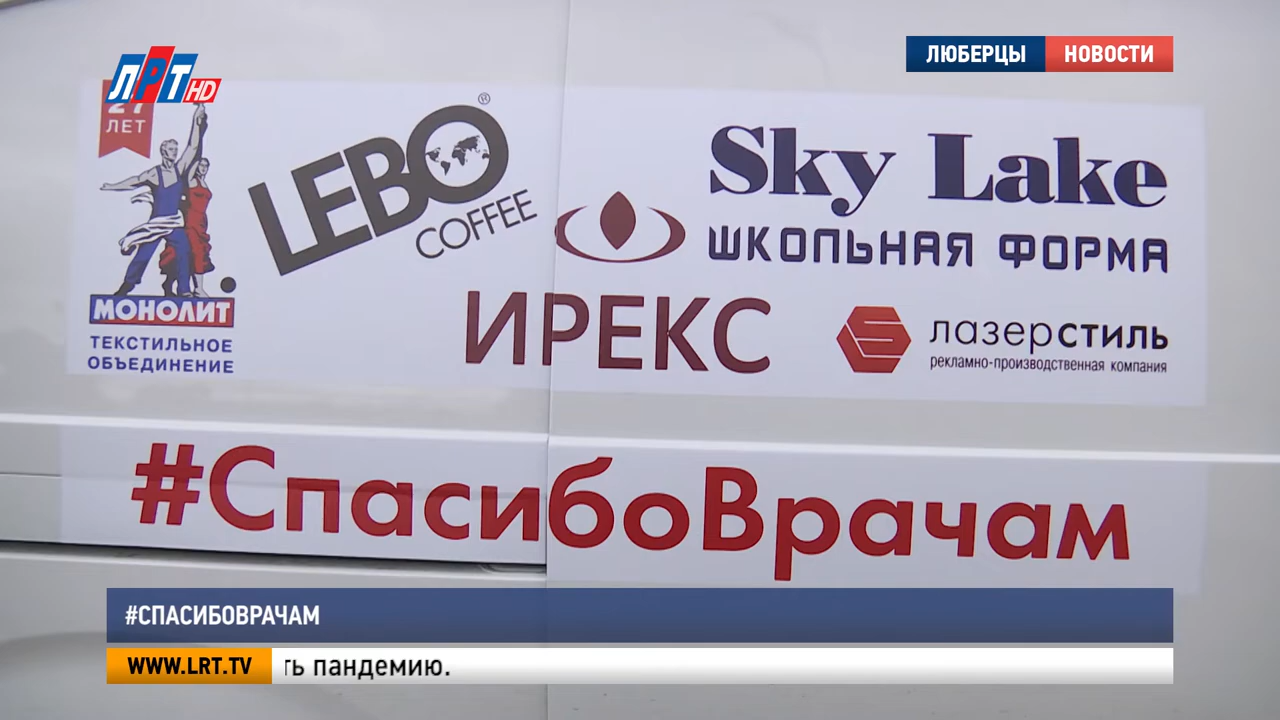 ЛРТ HD
ЛЮБЕРЦЫ НОВОСТИ
27
ЛЕТ
МОНОЛИТ
ТЕКСТИЛЬНОЕ
ОБЪЕДИНЕНИЕ
LEBO®
COFFEE
ИРЕКС
Sky Lake
ШКОЛЬНАЯ ФОРМА
ЛАЗЕРСТИЛЬ
РЕКЛАМНО-ПРОИЗВОДСТВЕННАЯ КОМПАНИЯ
#СпасибоВрачам
#СПАСИБОВРАЧАМ
WWW.LRT.TV ть пандемию.